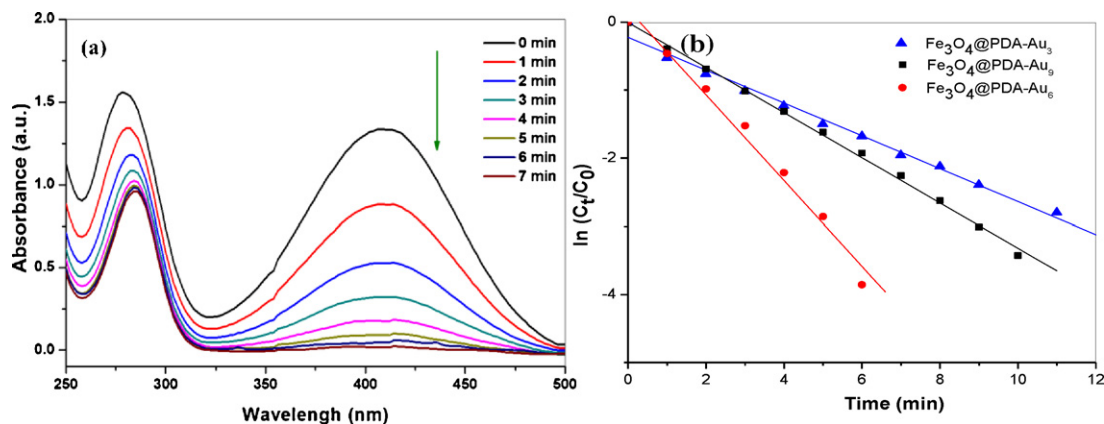 (a)
2.0
1.5
1.0
0.5
0.0
Absorbance (a.u.)
250
300
350
400
450
500
Wavelengh (nm)
0 min
1 min
2 min
3 min
4 min
5 min
6 min
7 min
(b)
0
-2
-4
ln (Cₜ/C₀)
0
2
4
6
8
10
12
Time (min)
Fe₃O₄@PDA-Au₃
Fe₃O₄@PDA-Au₉
Fe₃O₄@PDA-Au₆